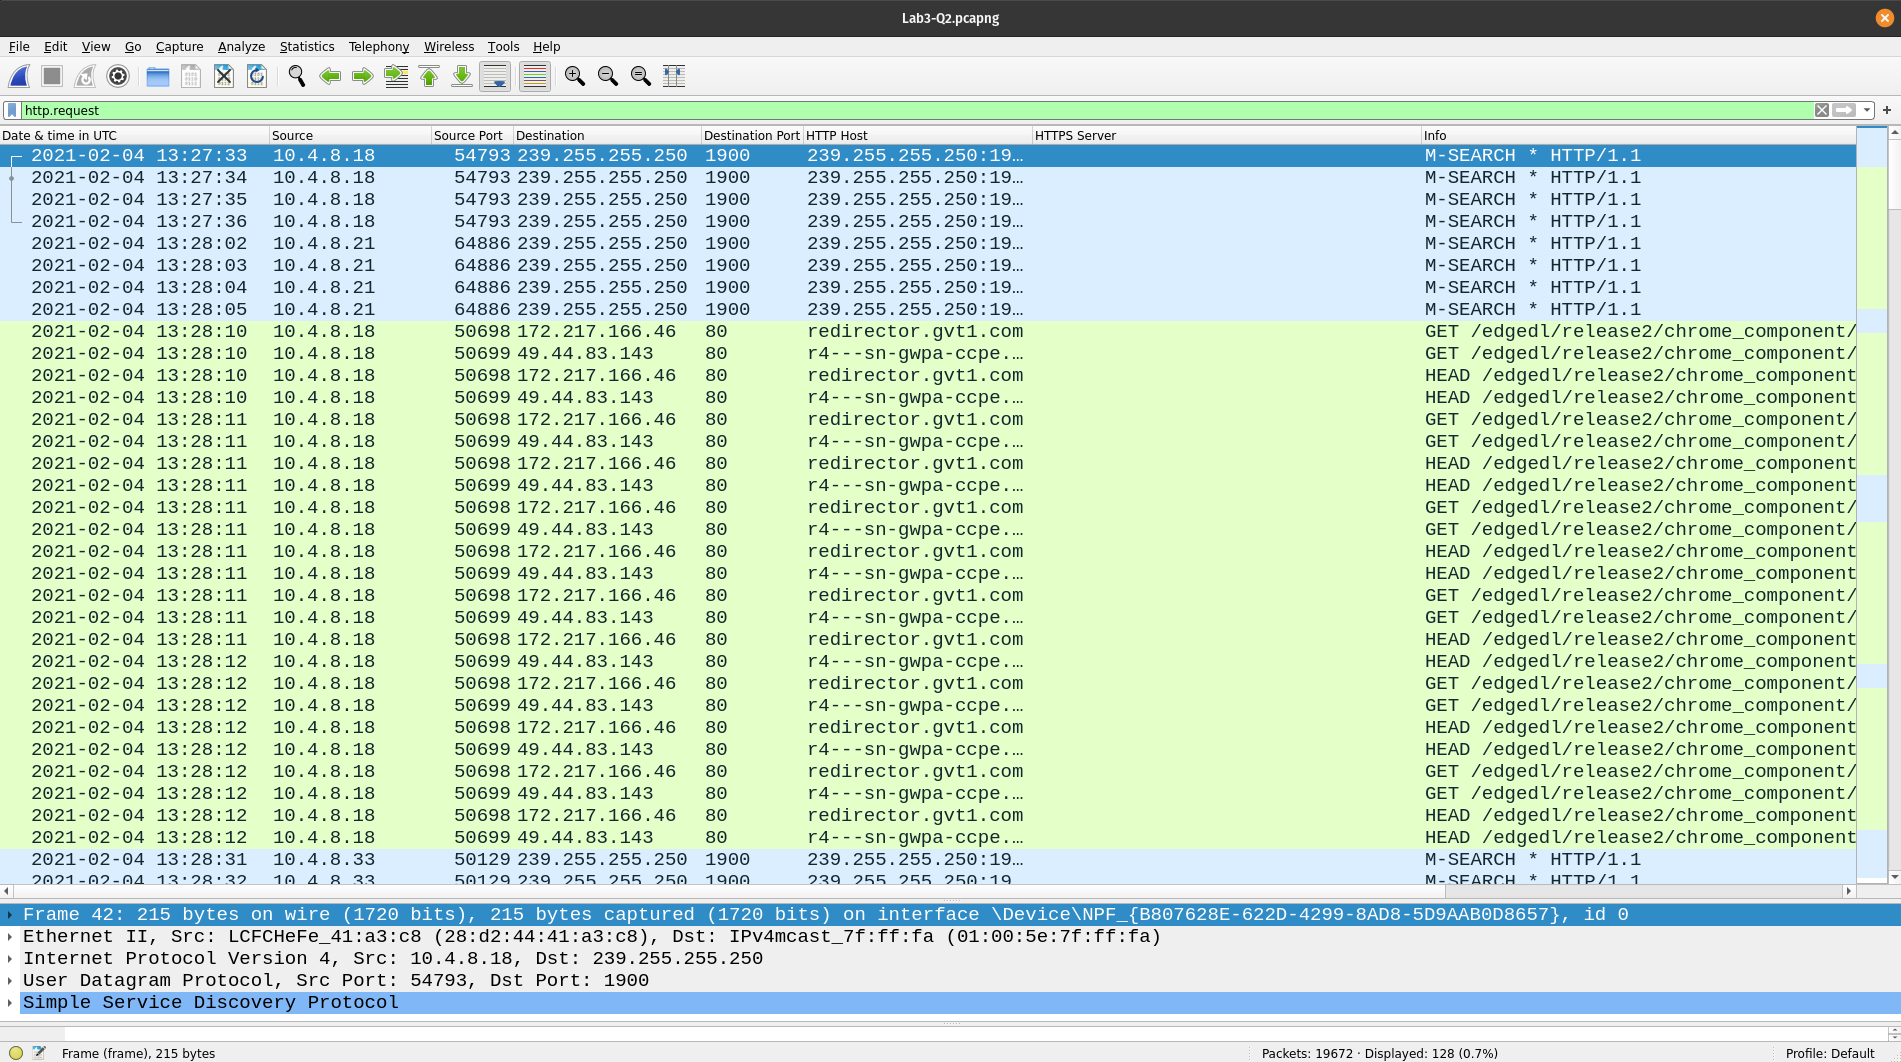 Lab3-Q2.pcapng
File Edit View Go Capture Analyze Statistics Telephony Wireless Tools Help
http.request
Date & time in UTC Source Source Port Destination Destination Port HTTP Host HTTPS Server Info
2021-02-04 13:27:33 10.4.8.18 54793 239.255.255.250 1900 239.255.255.250:19… M-SEARCH * HTTP/1.1
2021-02-04 13:27:34 10.4.8.18 54793 239.255.255.250 1900 239.255.255.250:19… M-SEARCH * HTTP/1.1
2021-02-04 13:27:35 10.4.8.18 54793 239.255.255.250 1900 239.255.255.250:19… M-SEARCH * HTTP/1.1
2021-02-04 13:27:36 10.4.8.18 54793 239.255.255.250 1900 239.255.255.250:19… M-SEARCH * HTTP/1.1
2021-02-04 13:28:02 10.4.8.21 64886 239.255.255.250 1900 239.255.255.250:19… M-SEARCH * HTTP/1.1
2021-02-04 13:28:03 10.4.8.21 64886 239.255.255.250 1900 239.255.255.250:19… M-SEARCH * HTTP/1.1
2021-02-04 13:28:04 10.4.8.21 64886 239.255.255.250 1900 239.255.255.250:19… M-SEARCH * HTTP/1.1
2021-02-04 13:28:05 10.4.8.21 64886 239.255.255.250 1900 239.255.255.250:19… M-SEARCH * HTTP/1.1
2021-02-04 13:28:10 10.4.8.18 50698 172.217.166.46 80 redirector.gvt1.com GET /edgedl/release2/chrome_component/
2021-02-04 13:28:10 10.4.8.18 50699 49.44.83.143 80 r4---sn-gwpa-ccpe.… GET /edgedl/release2/chrome_component/
2021-02-04 13:28:10 10.4.8.18 50698 172.217.166.46 80 redirector.gvt1.com HEAD /edgedl/release2/chrome_component
2021-02-04 13:28:10 10.4.8.18 50699 49.44.83.143 80 r4---sn-gwpa-ccpe.… HEAD /edgedl/release2/chrome_component
2021-02-04 13:28:11 10.4.8.18 50698 172.217.166.46 80 redirector.gvt1.com GET /edgedl/release2/chrome_component/
2021-02-04 13:28:11 10.4.8.18 50699 49.44.83.143 80 r4---sn-gwpa-ccpe.… GET /edgedl/release2/chrome_component/
2021-02-04 13:28:11 10.4.8.18 50698 172.217.166.46 80 redirector.gvt1.com HEAD /edgedl/release2/chrome_component
2021-02-04 13:28:11 10.4.8.18 50699 49.44.83.143 80 r4---sn-gwpa-ccpe.… HEAD /edgedl/release2/chrome_component
2021-02-04 13:28:11 10.4.8.18 50698 172.217.166.46 80 redirector.gvt1.com GET /edgedl/release2/chrome_component/
2021-02-04 13:28:11 10.4.8.18 50699 49.44.83.143 80 r4---sn-gwpa-ccpe.… GET /edgedl/release2/chrome_component/
2021-02-04 13:28:11 10.4.8.18 50698 172.217.166.46 80 redirector.gvt1.com HEAD /edgedl/release2/chrome_component
2021-02-04 13:28:11 10.4.8.18 50699 49.44.83.143 80 r4---sn-gwpa-ccpe.… HEAD /edgedl/release2/chrome_component
2021-02-04 13:28:11 10.4.8.18 50698 172.217.166.46 80 redirector.gvt1.com GET /edgedl/release2/chrome_component/
2021-02-04 13:28:11 10.4.8.18 50699 49.44.83.143 80 r4---sn-gwpa-ccpe.… GET /edgedl/release2/chrome_component/
2021-02-04 13:28:11 10.4.8.18 50698 172.217.166.46 80 redirector.gvt1.com HEAD /edgedl/release2/chrome_component
2021-02-04 13:28:12 10.4.8.18 50699 49.44.83.143 80 r4---sn-gwpa-ccpe.… HEAD /edgedl/release2/chrome_component
2021-02-04 13:28:12 10.4.8.18 50698 172.217.166.46 80 redirector.gvt1.com GET /edgedl/release2/chrome_component/
2021-02-04 13:28:12 10.4.8.18 50699 49.44.83.143 80 r4---sn-gwpa-ccpe.… GET /edgedl/release2/chrome_component/
2021-02-04 13:28:12 10.4.8.18 50698 172.217.166.46 80 redirector.gvt1.com HEAD /edgedl/release2/chrome_component
2021-02-04 13:28:12 10.4.8.18 50699 49.44.83.143 80 r4---sn-gwpa-ccpe.… HEAD /edgedl/release2/chrome_component
2021-02-04 13:28:12 10.4.8.18 50698 172.217.166.46 80 redirector.gvt1.com GET /edgedl/release2/chrome_component/
2021-02-04 13:28:12 10.4.8.18 50699 49.44.83.143 80 r4---sn-gwpa-ccpe.… GET /edgedl/release2/chrome_component/
2021-02-04 13:28:12 10.4.8.18 50698 172.217.166.46 80 redirector.gvt1.com HEAD /edgedl/release2/chrome_component
2021-02-04 13:28:12 10.4.8.18 50699 49.44.83.143 80 r4---sn-gwpa-ccpe.… HEAD /edgedl/release2/chrome_component
2021-02-04 13:28:31 10.4.8.33 50129 239.255.255.250 1900 239.255.255.250:19… M-SEARCH * HTTP/1.1
2021-02-04 13:28:32 10.4.8.33 50129 239.255.255.250 1900 239.255.255.250:19… M-SEARCH * HTTP/1.1
Frame 42: 215 bytes on wire (1720 bits), 215 bytes captured (1720 bits) on interface \Device\NPF_{B807628E-622D-4299-8AD8-5D9AAB0D8657}, id 0
Ethernet II, Src: LCFCHeFe_41:a3:c8 (28:d2:44:41:a3:c8), Dst: IPv4mcast_7f:ff:fa (01:00:5e:7f:ff:fa)
Internet Protocol Version 4, Src: 10.4.8.18, Dst: 239.255.255.250
User Datagram Protocol, Src Port: 54793, Dst Port: 1900
Simple Service Discovery Protocol
Frame (frame), 215 bytes Packets: 19672 · Displayed: 128 (0.7%) Profile: Default